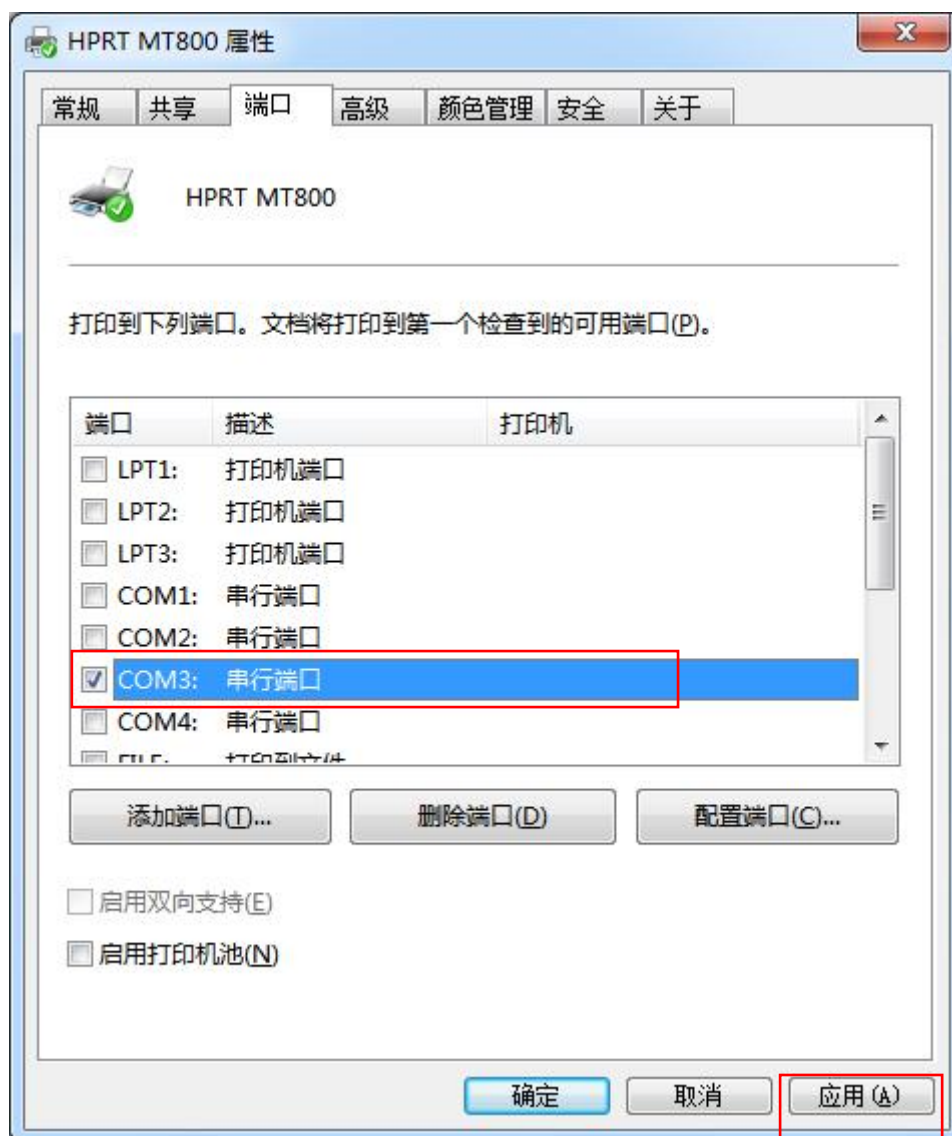 HPRT MT800 属性
常规 共享 端口 高级 颜色管理 安全 关于
HPRT MT800
打印到下列端口。文档将打印到第一个检查到的可用端口(P)。
端口 描述 打印机
LPT1: 打印机端口
LPT2: 打印机端口
LPT3: 打印机端口
COM1: 串行端口
COM2: 串行端口
COM3: 串行端口
COM4: 串行端口
FILE: 打印到文件
添加端口(T)... 删除端口(D) 配置端口(C)...
启用双向支持(E)
启用打印机池(N)
确定 取消 应用(A)